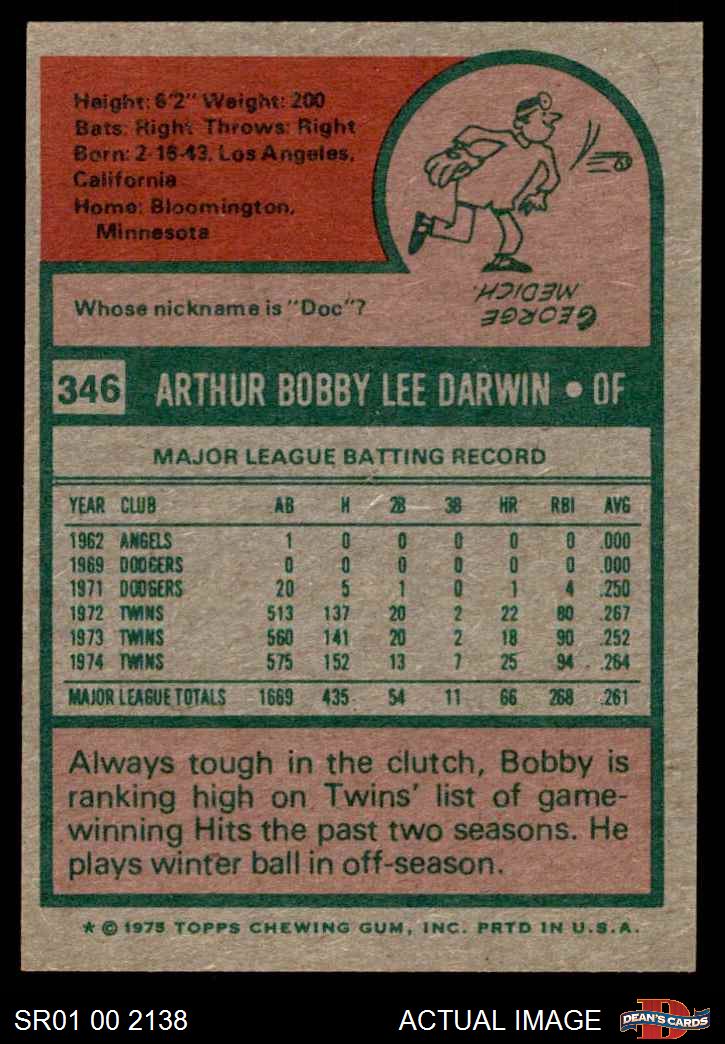 Height: 6'2" Weight: 200
Bats: Right Throws: Right
Born: 2-16-43, Los Angeles,
California
Home: Bloomington,
Minnesota
Whose nickname is "Doc"?
GEORGE
MEDICH.
346 ARTHUR BOBBY LEE DARWIN • OF
MAJOR LEAGUE BATTING RECORD
YEAR CLUB AB H 2B 3B HR RBI AVG
1962 ANGELS 1 0 0 0 0 0 .000
1969 DODGERS 0 0 0 0 0 0 .000
1971 DODGERS 20 5 1 0 1 4 .250
1972 TWINS 513 137 20 2 22 80 .267
1973 TWINS 560 141 20 2 18 90 .252
1974 TWINS 575 152 13 7 25 94 .264
MAJOR LEAGUE TOTALS 1669 435 54 11 66 268 .261
Always tough in the clutch, Bobby is
ranking high on Twins' list of game-
winning Hits the past two seasons. He
plays winter ball in off-season.
* © 1975 TOPPS CHEWING GUM, INC. PRTD IN U.S.A.
SR01 00 2138 ACTUAL IMAGE DEAN'S CARDS